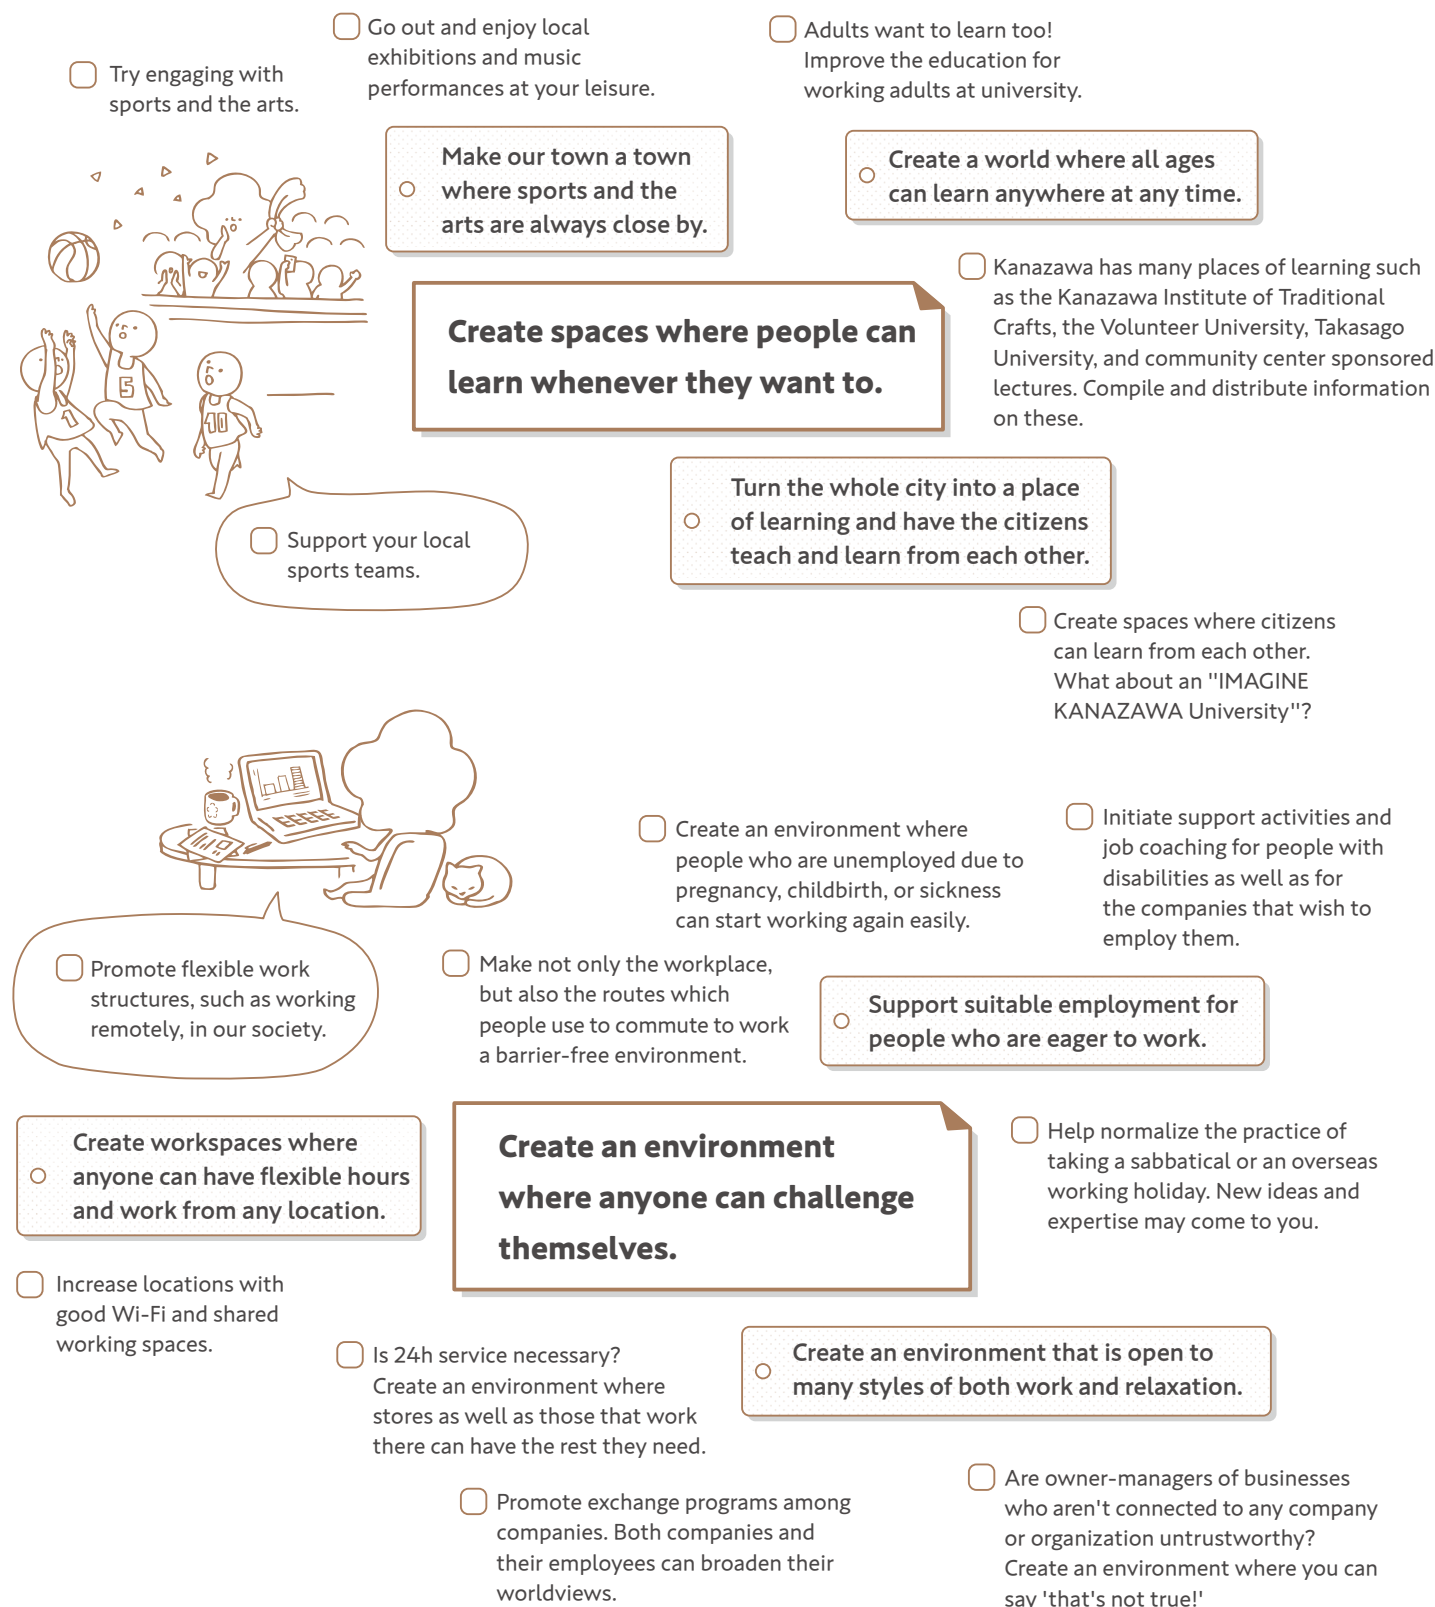 Go out and enjoy local
exhibitions and music
performances at your leisure.
Adults want to learn too!
Improve the education for
working adults at university.
Try engaging with
sports and the arts.
Make our town a town
where sports and the
arts are always close by.
Create a world where all ages
can learn anywhere at any time.
Kanazawa has many places of learning such
as the Kanazawa Institute of Traditional
Crafts, the Volunteer University, Takasago
University, and community center sponsored
lectures. Compile and distribute information
on these.
Create spaces where people can
learn whenever they want to.
5
1
10
Turn the whole city into a place
of learning and have the citizens
teach and learn from each other.
Support your local
sports teams.
Create spaces where citizens
can learn from each other.
What about an "IMAGINE
KANAZAWA University"?
Create an environment where
people who are unemployed due to
pregnancy, childbirth, or sickness
can start working again easily.
Initiate support activities and
job coaching for people with
disabilities as well as for
the companies that wish to
employ them.
Promote flexible work
structures, such as working
remotely, in our society.
Make not only the workplace,
but also the routes which
people use to commute to work
a barrier-free environment.
Support suitable employment for
people who are eager to work.
Create workspaces where
anyone can have flexible hours
and work from any location.
Create an environment
where anyone can challenge
themselves.
Help normalize the practice of
taking a sabbatical or an overseas
working holiday. New ideas and
expertise may come to you.
Increase locations with
good Wi-Fi and shared
working spaces.
Is 24h service necessary?
Create an environment where
stores as well as those that work
there can have the rest they need.
Create an environment that is open to
many styles of both work and relaxation.
Promote exchange programs among
companies. Both companies and
their employees can broaden their
worldviews.
Are owner-managers of businesses
who aren't connected to any company
or organization untrustworthy?
Create an environment where you can
say 'that's not true!'